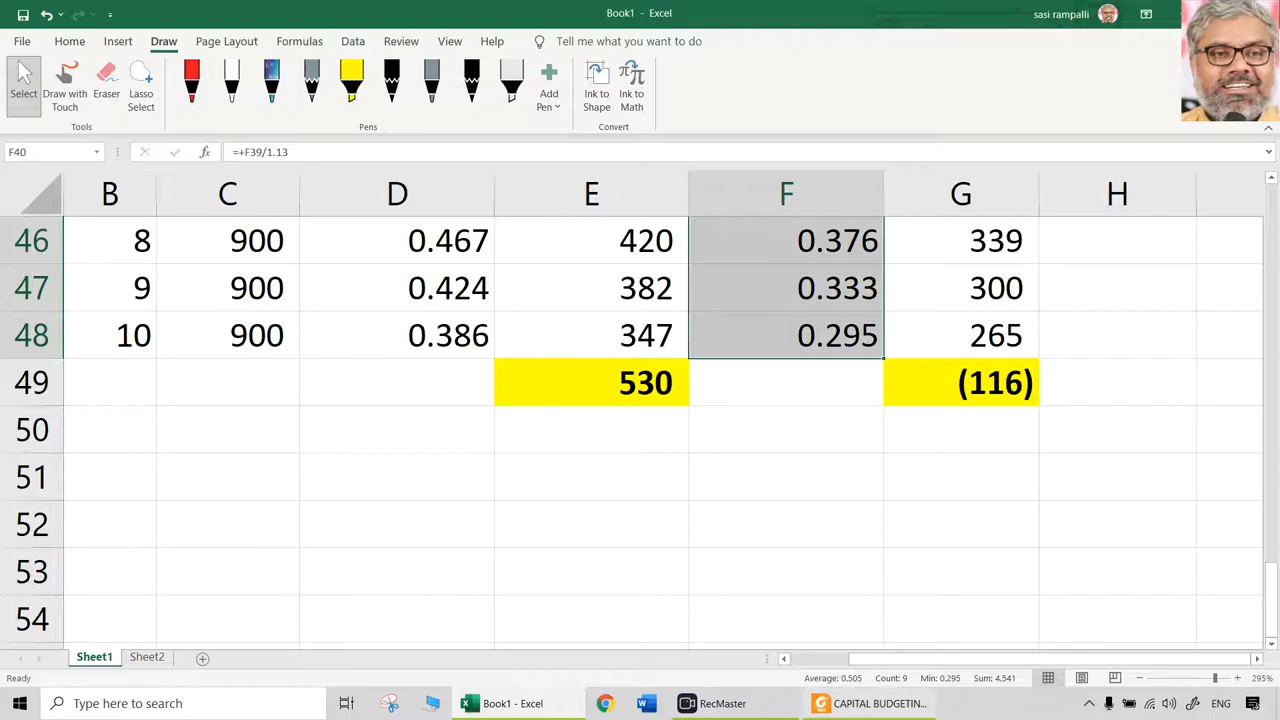 Book1 - Excel
sasi rampalli
File Home Insert Draw Page Layout Formulas Data Review View Help Tell me what you want to do
Select Draw with Touch Eraser Lasso Select Add Pen Ink to Shape Ink to Math
Tools Pens Convert
F40 fx =+F39/1.13
B C D E F G H
46 8 900 0.467 420 0.376 339
47 9 900 0.424 382 0.333 300
48 10 900 0.386 347 0.295 265
49 530 (116)
50
51
52
53
54
Sheet1 Sheet2
Ready Average: 0.505 Count: 9 Min: 0.295 Sum: 4.541 295%
Type here to search Book1 - Excel RecMaster CAPITAL BUDGETIN... ENG